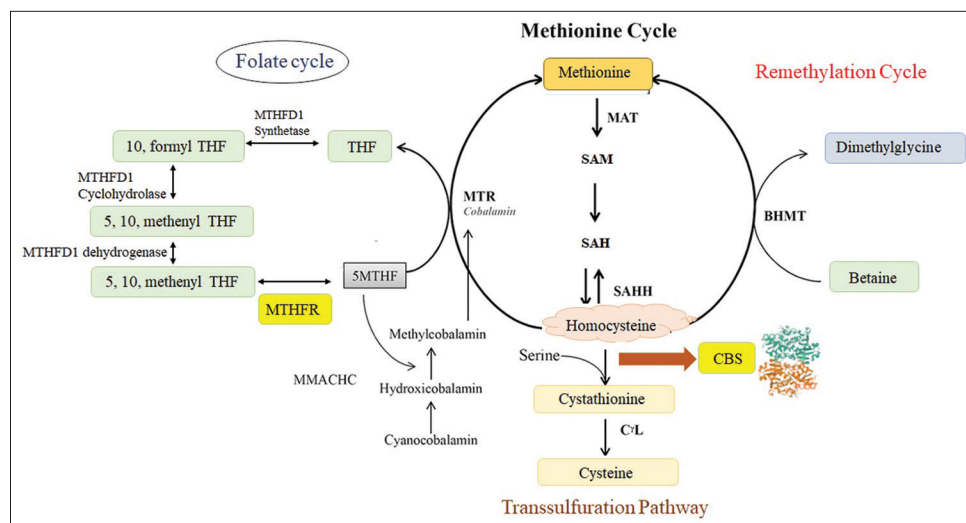 Methionine Cycle
Folate cycle
Remethylation Cycle
Methionine
MTHFD1
Synthetase
10, formyl THF
THF
MAT
Dimethylglycine
SAM
MTHFD1
Cyclohydrolase
MTR
Cobalamin
BHMT
5, 10, methenyl THF
SAH
MTHFD1 dehydrogenase
5, 10, methenyl THF
5MTHF
SAHH
Betaine
MTHFR
Methylcobalamin
Homocysteine
Serine
CBS
MMACHC
Hydroxicobalamin
Cystathionine
Cyanocobalamin
CᵞL
Cysteine
Transsulfuration Pathway